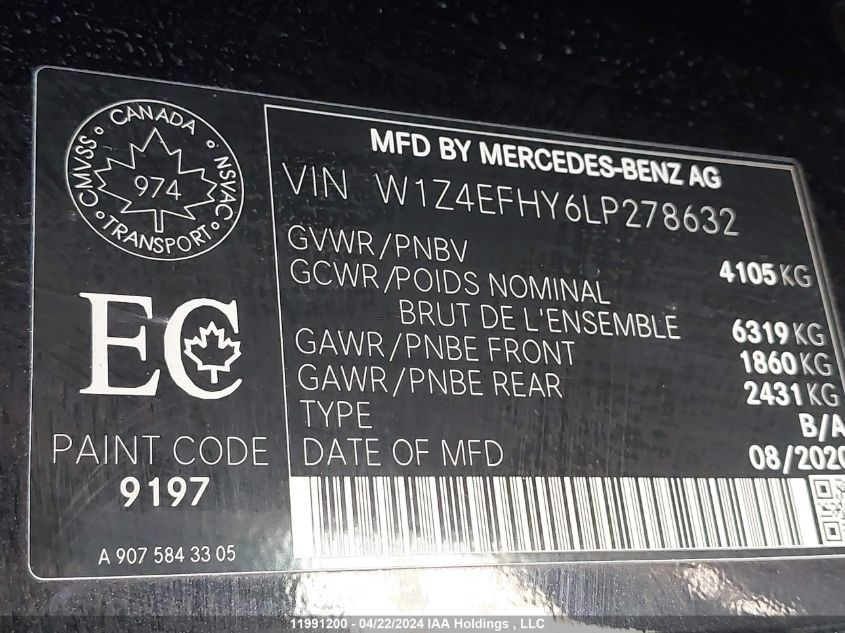 CANADA
CMVSS
NSVAC
974
TRANSPORT
MFD BY MERCEDES-BENZ AG
VIN W1Z4EFHY6LP278632
GVWR/PNBV 4105 KG
GCWR/POIDS NOMINAL
BRUT DE L'ENSEMBLE 6319 KG
GAWR/PNBE FRONT 1860 KG
GAWR/PNBE REAR 2431 KG
TYPE B/A
DATE OF MFD 08/2020
EC
PAINT CODE
9197
A 907 584 33 05
11991200 - 04/22/2024 IAA Holdings , LLC